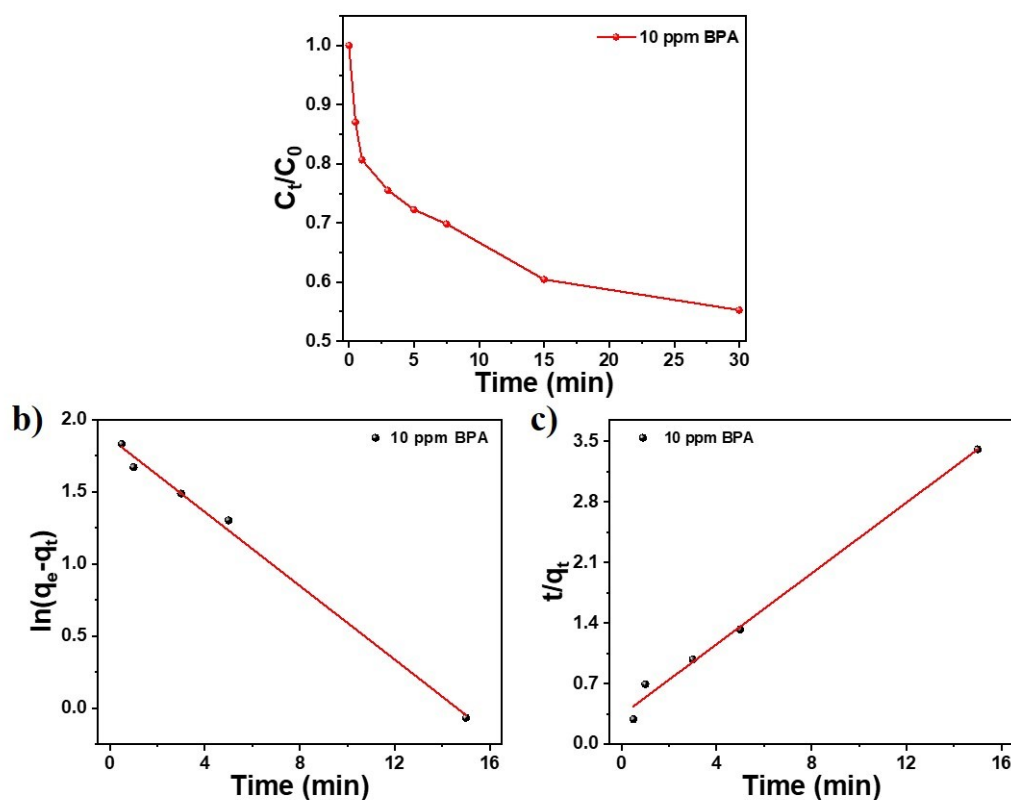 10 ppm BPA
1.0
0.9
0.8
0.7
0.6
0.5
Cₜ/C₀
0 5 10 15 20 25 30
Time (min)
b)
10 ppm BPA
2.0
1.5
1.0
0.5
0.0
ln(qₑ-qₜ)
0 4 8 12 16
Time (min)
c)
10 ppm BPA
3.5
2.8
2.1
1.4
0.7
0.0
t/qₜ
0 4 8 12 16
Time (min)